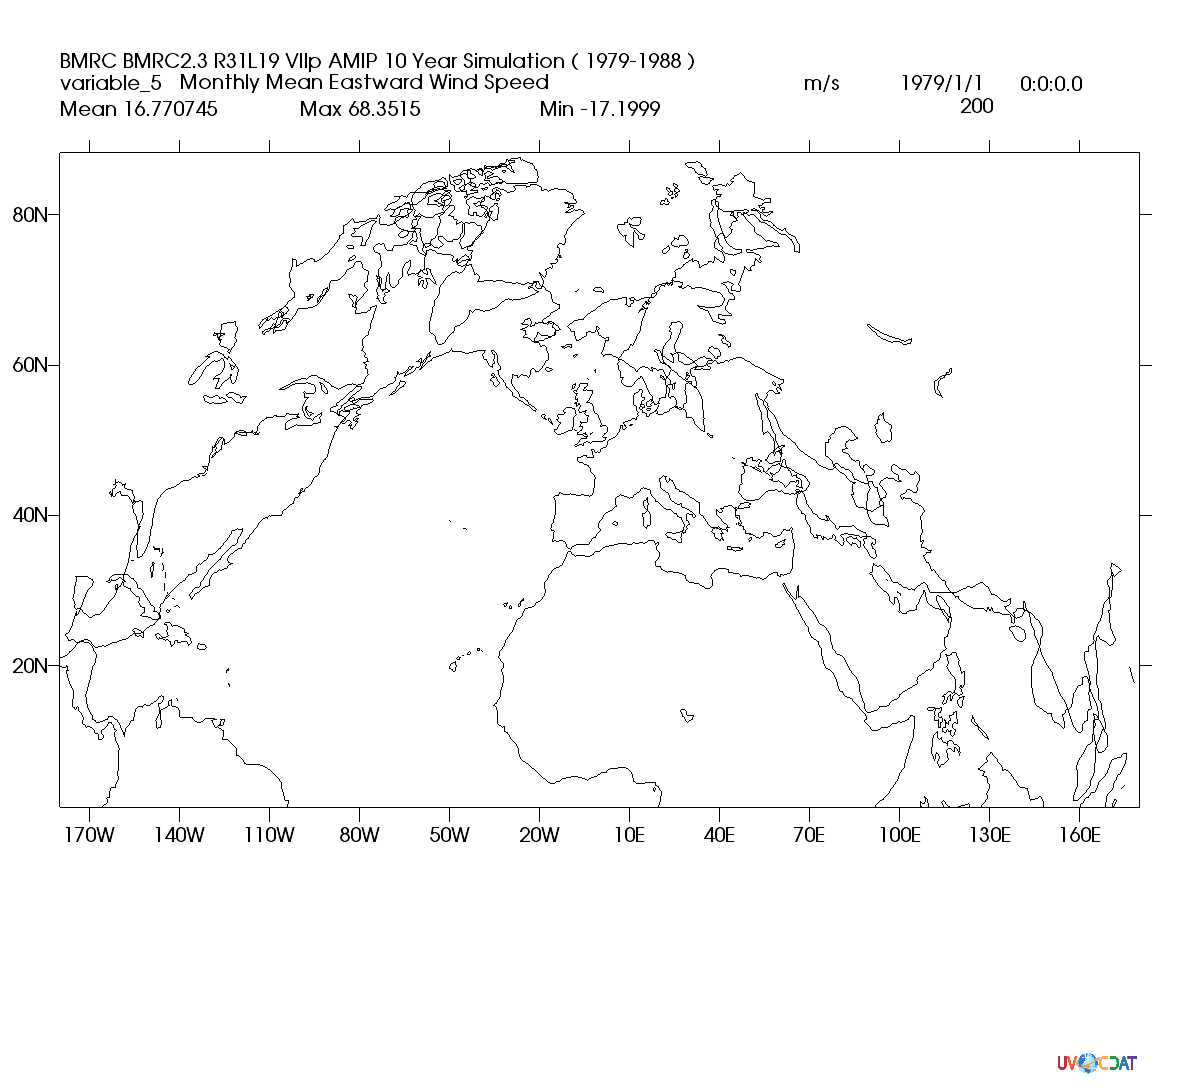 BMRC BMRC2.3 R31L19 VIIp AMIP 10 Year Simulation ( 1979-1988 )
variable_5 Monthly Mean Eastward Wind Speed m/s 1979/1/1 0:0:0.0
Mean 16.770745 Max 68.3515 Min -17.1999 200
80N
60N
40N
20N
170W 140W 110W 80W 50W 20W 10E 40E 70E 100E 130E 160E
UV CDAT